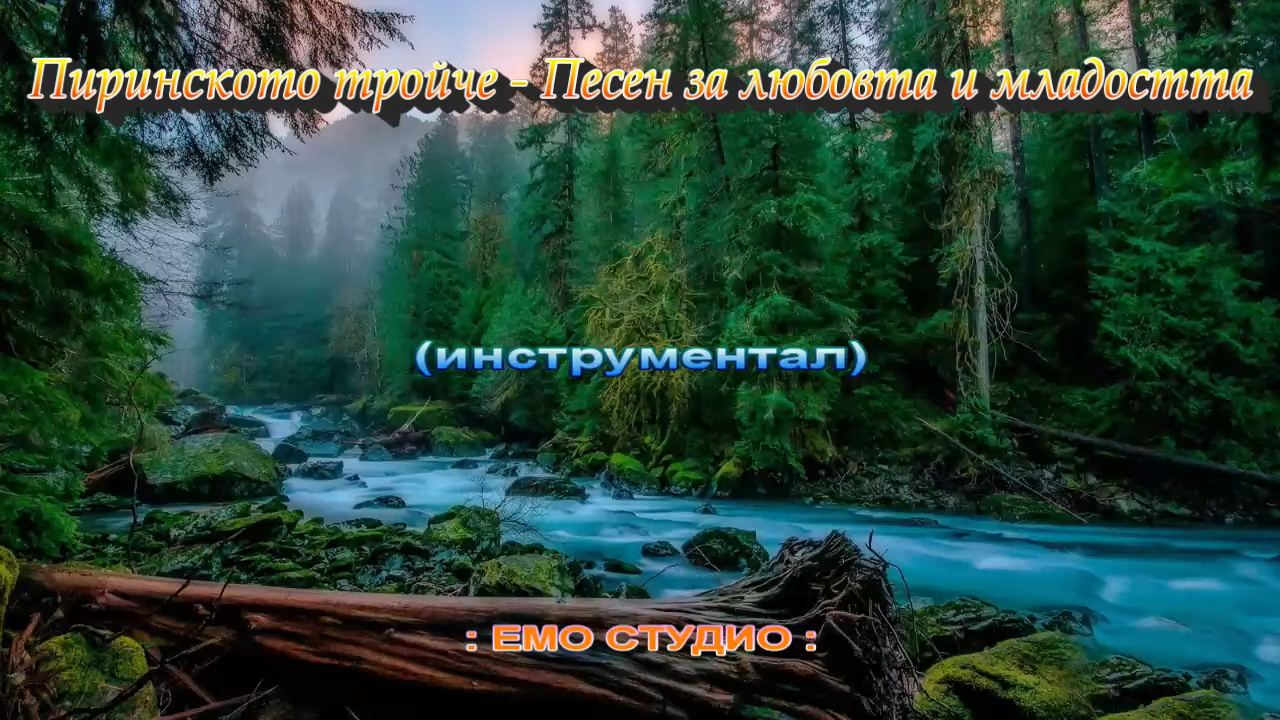 Пиринското тройче - Песен за любовта и младостта
(инструментал)
: ЕМО СТУДИО :